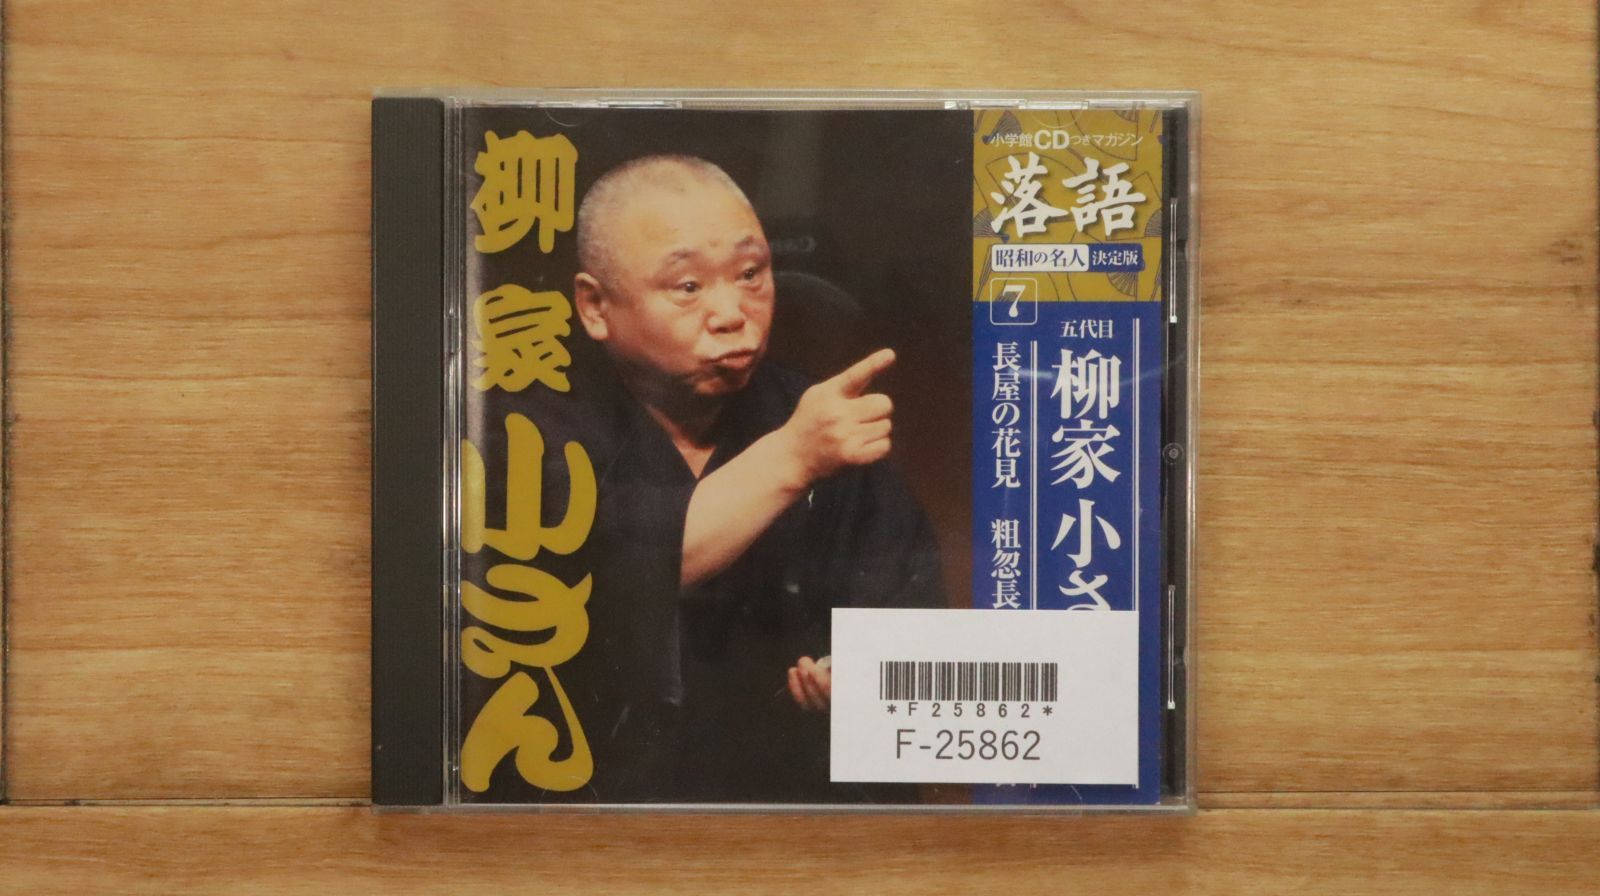 柳家小さん
小学館CDつきマガジン
落語
昭和の名人 決定版
7
五代目
柳家 小さ
長屋の花見 粗忽長
*F25862*
F-25862